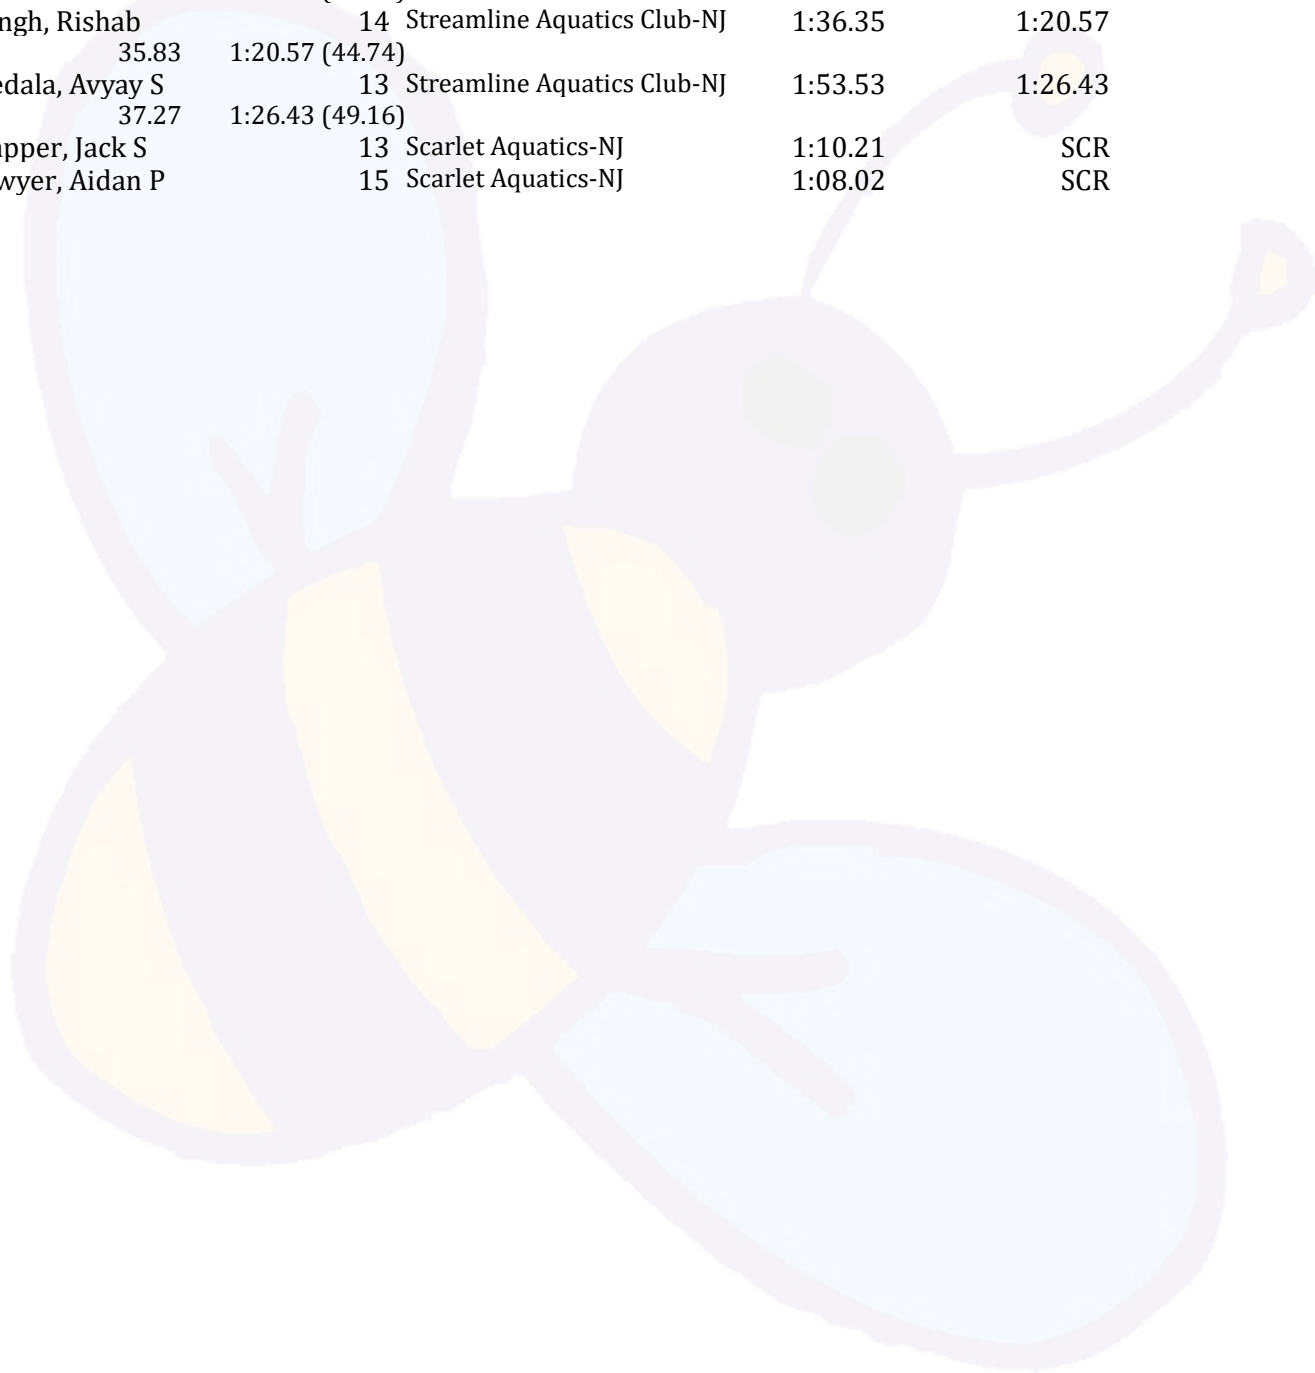 ngh, Rishab 14 Streamline Aquatics Club-NJ 1:36.35 1:20.57
35.83 1:20.57 (44.74)
edala, Avyay S 13 Streamline Aquatics Club-NJ 1:53.53 1:26.43
37.27 1:26.43 (49.16)
pper, Jack S 13 Scarlet Aquatics-NJ 1:10.21 SCR
wyer, Aidan P 15 Scarlet Aquatics-NJ 1:08.02 SCR